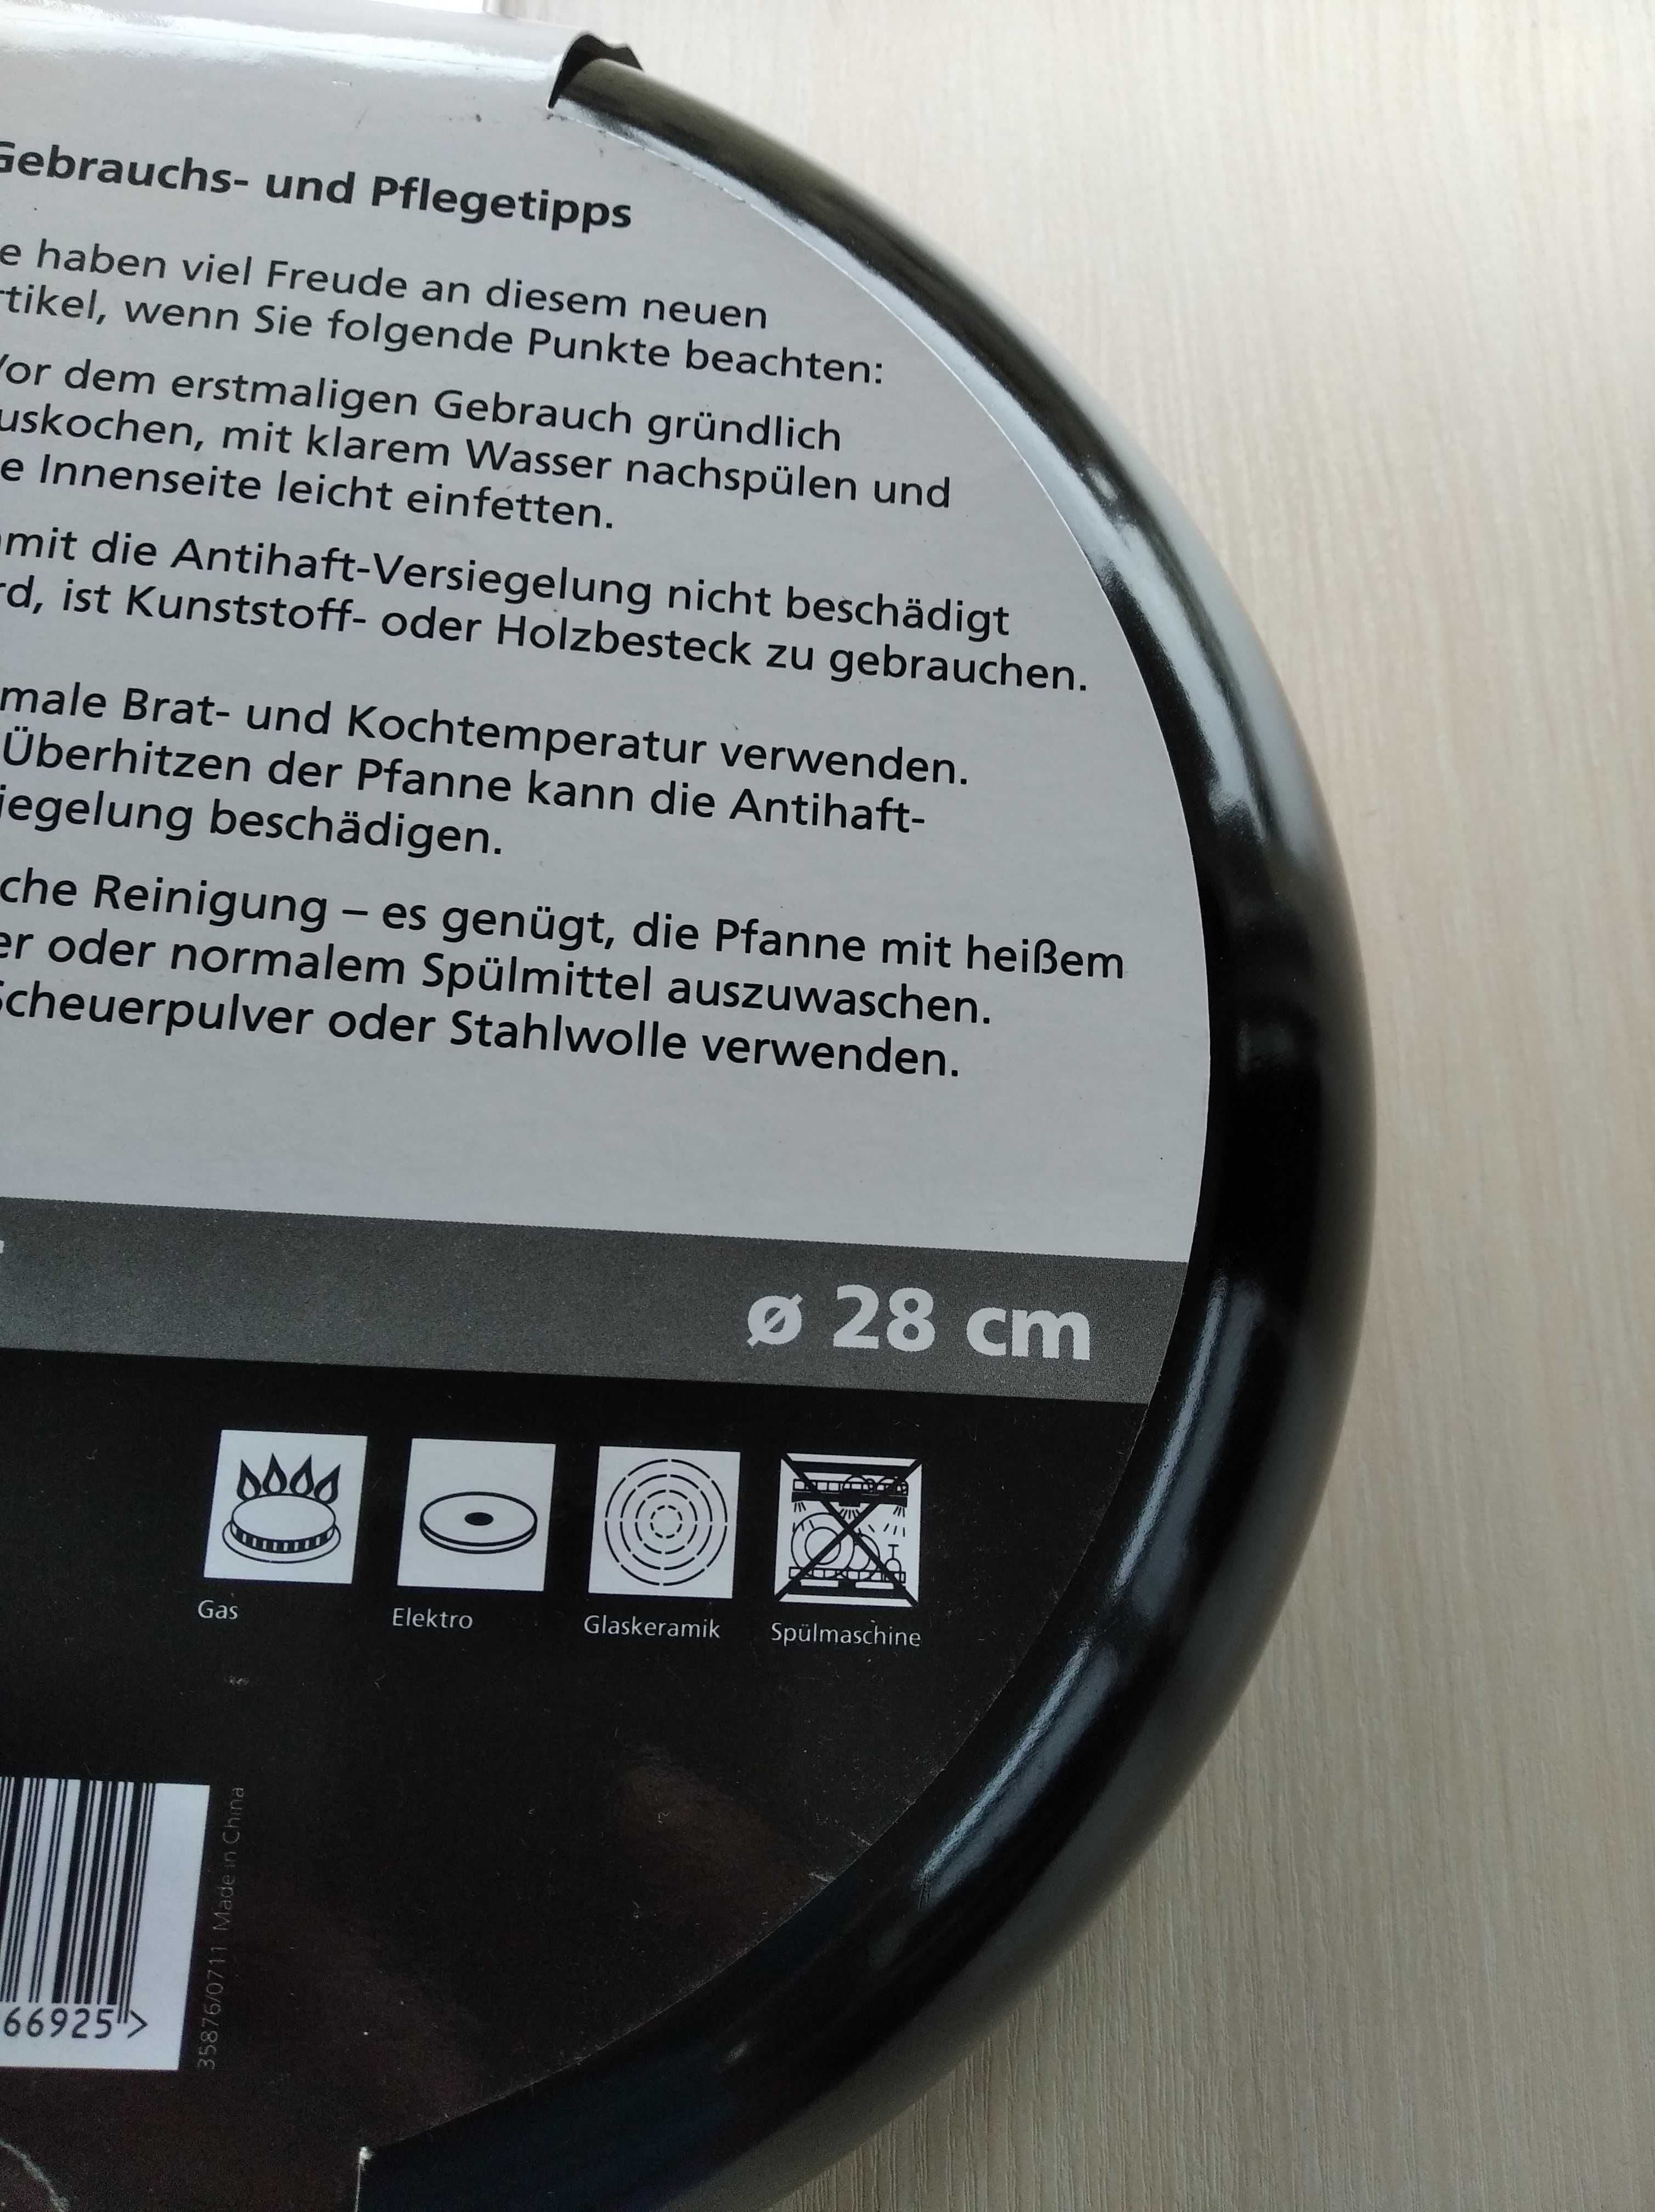 Gebrauchs- und Pflegetipps
e haben viel Freude an diesem neuen
rtikel, wenn Sie folgende Punkte beachten:
Vor dem erstmaligen Gebrauch gründlich
uskochen, mit klarem Wasser nachspülen und
e Innenseite leicht einfetten.
amit die Antihaft-Versiegelung nicht beschädigt
rd, ist Kunststoff- oder Holzbesteck zu gebrauchen.
male Brat- und Kochtemperatur verwenden.
Überhitzen der Pfanne kann die Antihaft-
iegelung beschädigen.
che Reinigung – es genügt, die Pfanne mit heißem
er oder normalem Spülmittel auszuwaschen.
Scheuerpulver oder Stahlwolle verwenden.
ø 28 cm
Gas
Elektro
Glaskeramik
Spülmaschine
66925
35876/0711 Made in China